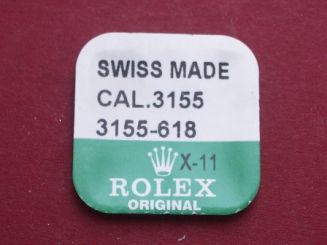 SWISS MADE
CAL.3155
3155-618
X-11
ROLEX
ORIGINAL